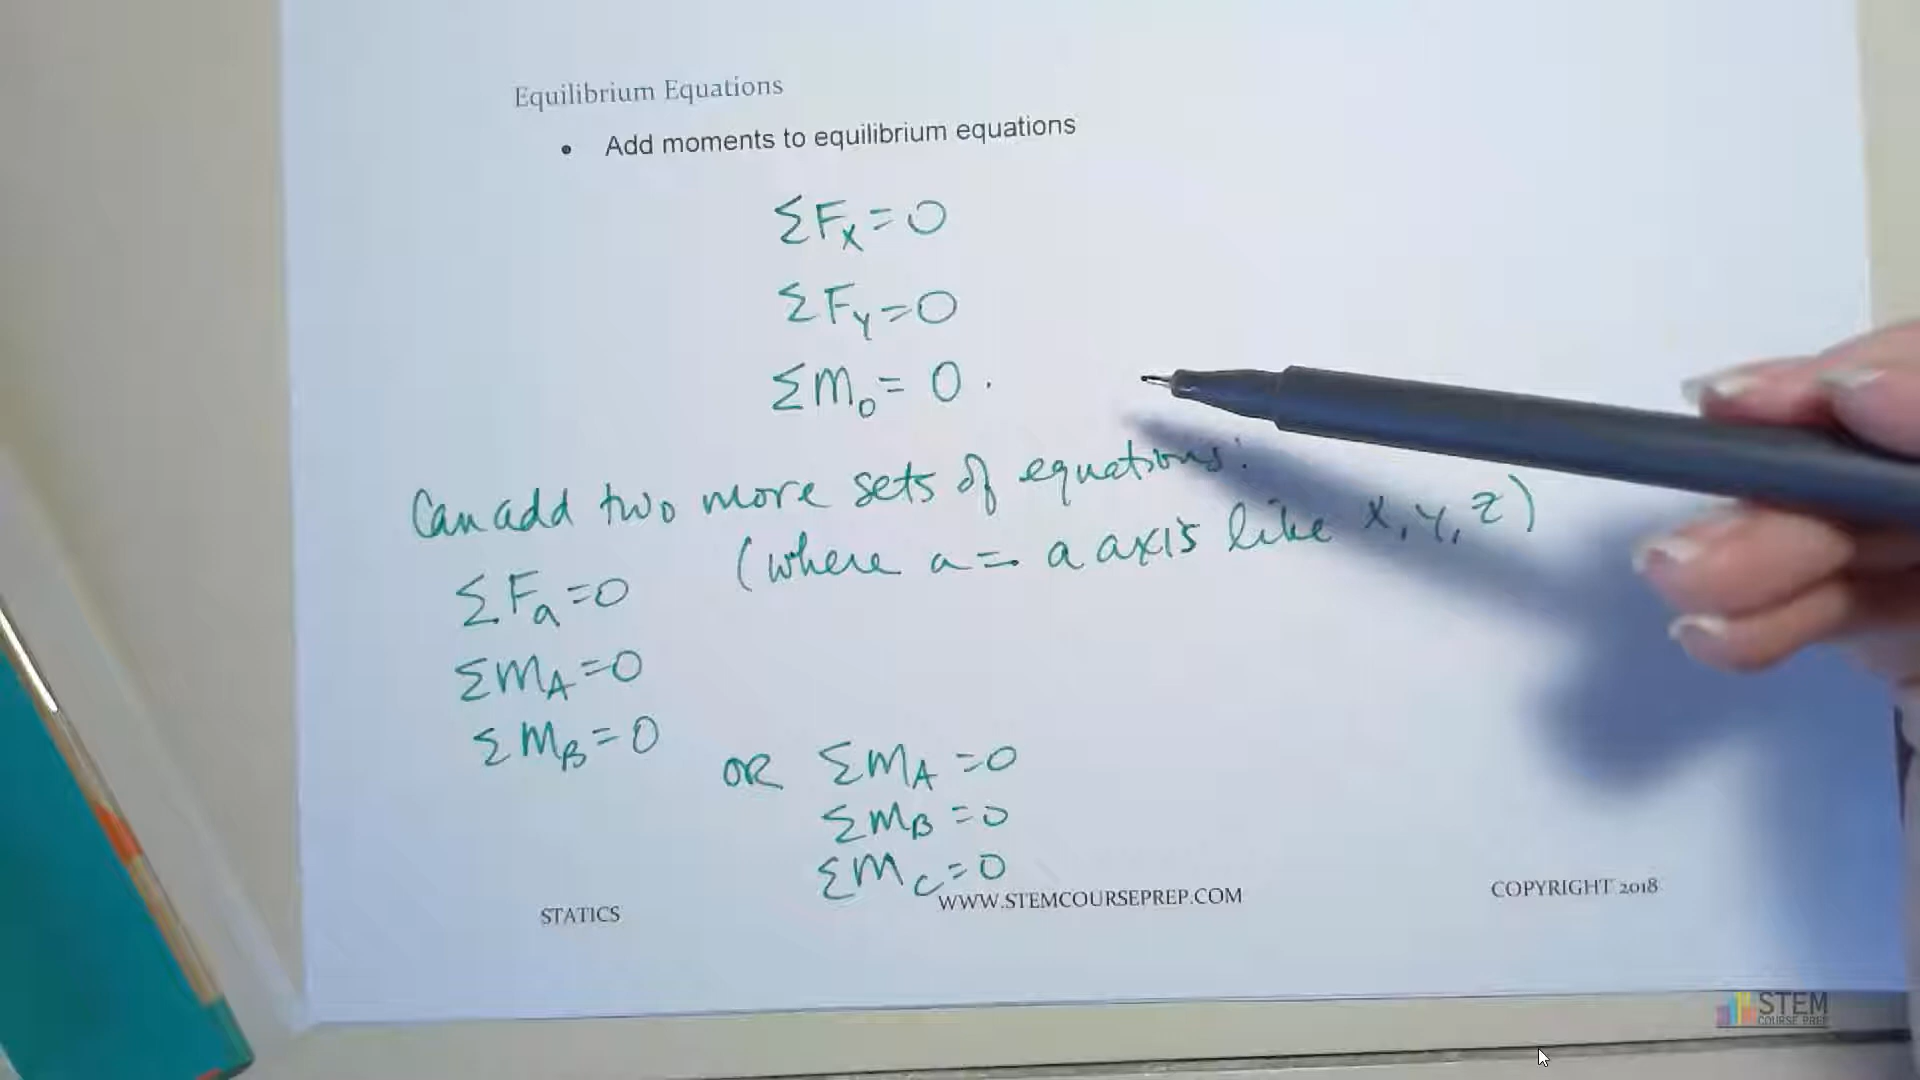 Equilibrium Equations
• Add moments to equilibrium equations
ΣFx = 0
ΣFy = 0
ΣMo = 0 .
Can add two more sets of equations:
(where a = a axis like x, y, z)
ΣFa = 0
ΣMA = 0
ΣMB = 0
OR ΣMA = 0
ΣMB = 0
ΣMC = 0
STATICS
WWW.STEMCOURSEPREP.COM
COPYRIGHT 2018
STEM
COURSE PREP